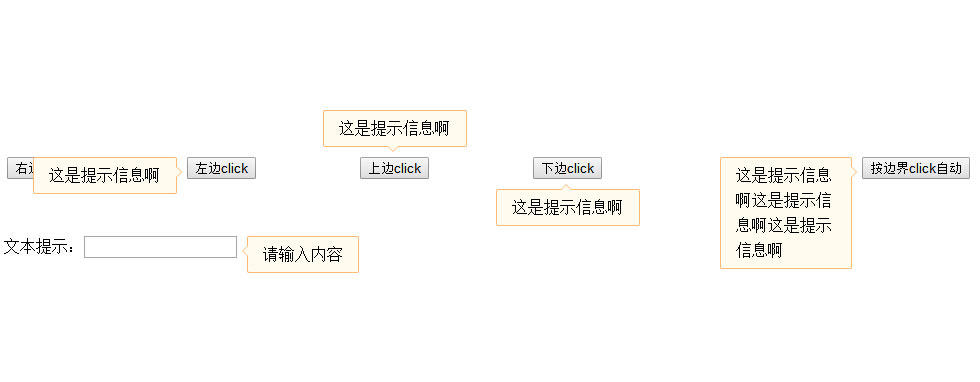 这是提示信息啊
右边
这是提示信息啊
左边click
上边click
下边click
这是提示信息啊
这是提示信息
啊这是提示信
息啊这是提示
信息啊
按边界click自动
文本提示：
请输入内容